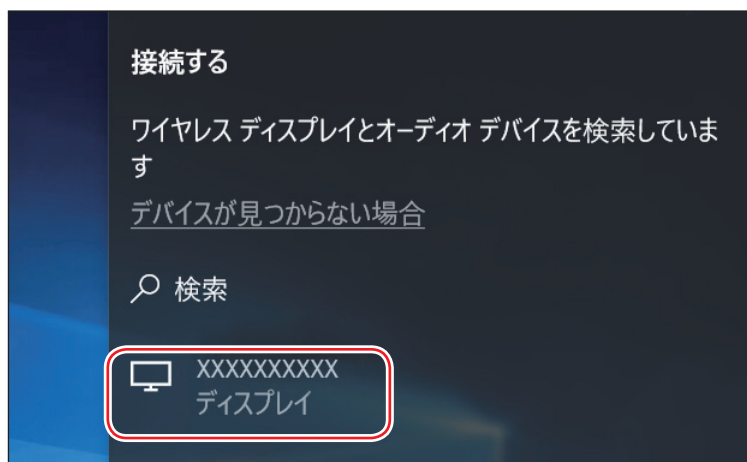 接続する
ワイヤレス ディスプレイとオーディオ デバイスを検索していま
す
デバイスが見つからない場合
検索
XXXXXXXXXX
ディスプレイ